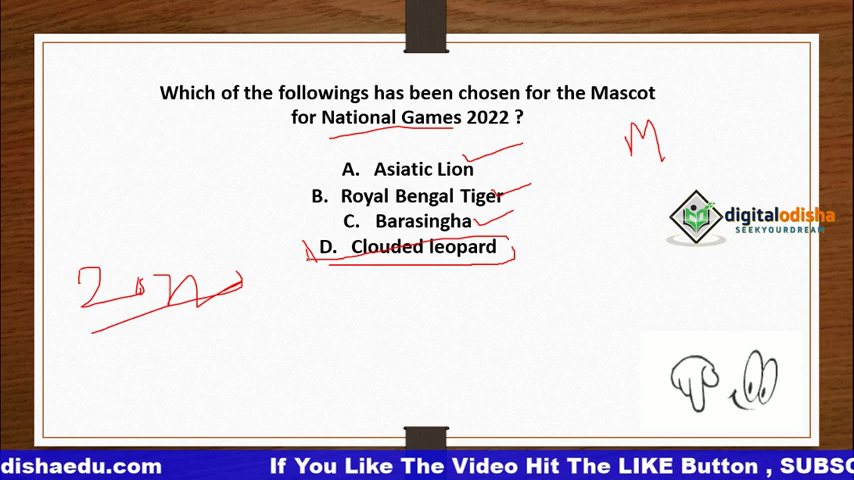 Which of the followings has been chosen for the Mascot
for National Games 2022 ?
A. Asiatic Lion
B. Royal Bengal Tiger
C. Barasingha
D. Clouded leopard
M
digitalodisha
SEEKYOURDREAM
dishaedu.com If You Like The Video Hit The LIKE Button , SUBSC